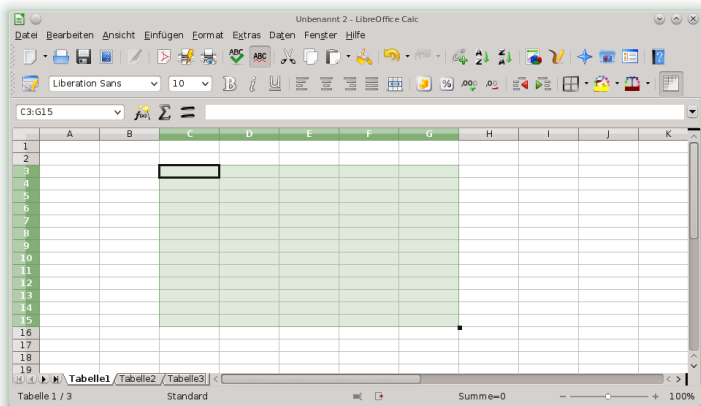 Unbenannt 2 - LibreOffice Calc
Datei Bearbeiten Ansicht Einfügen Format Extras Daten Fenster Hilfe
ABC ABC
Liberation Sans 10
C3:G15
A B C D E F G H I J K
1
2
3
4
5
6
7
8
9
10
11
12
13
14
15
16
17
18
19
Tabelle1 Tabelle2 Tabelle3
Tabelle 1 / 3 Standard Summe=0 100%